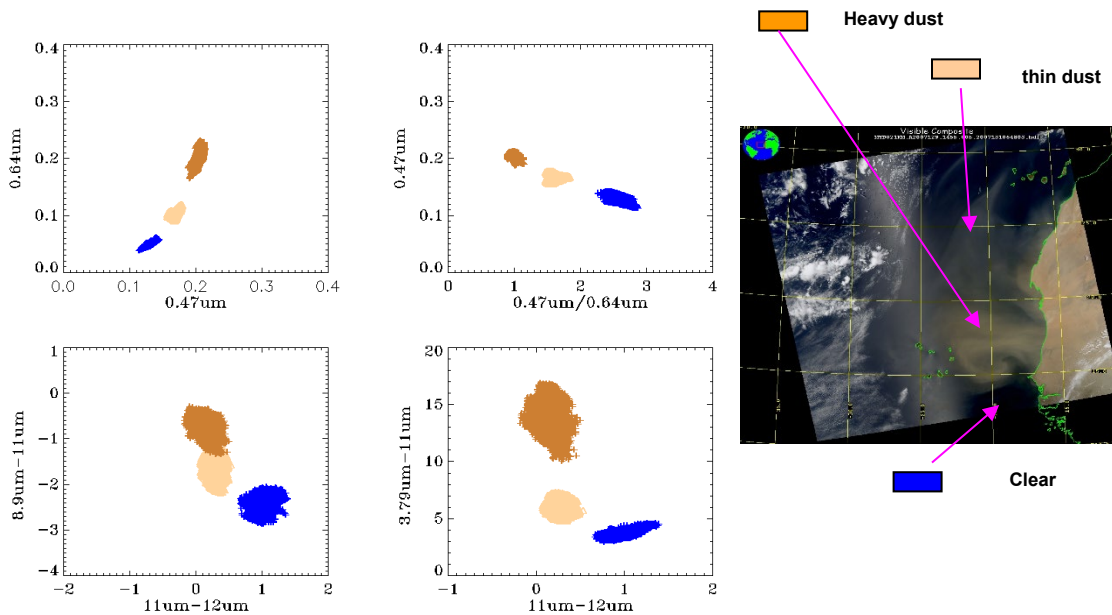 0.4
0.3
0.2
0.1
0.0
0.64um
0.0 0.1 0.2 0.3 0.4
0.47um
0.4
0.3
0.2
0.1
0.0
0.47um
0 1 2 3 4
0.47um/0.64um
1
0
-1
-2
-3
-4
8.9um-11um
-2 -1 0 1 2
11um-12um
20
15
10
5
0
3.79um-11um
-1 0 1 2
11um-12um
Heavy dust
thin dust
Visible Composite
Clear